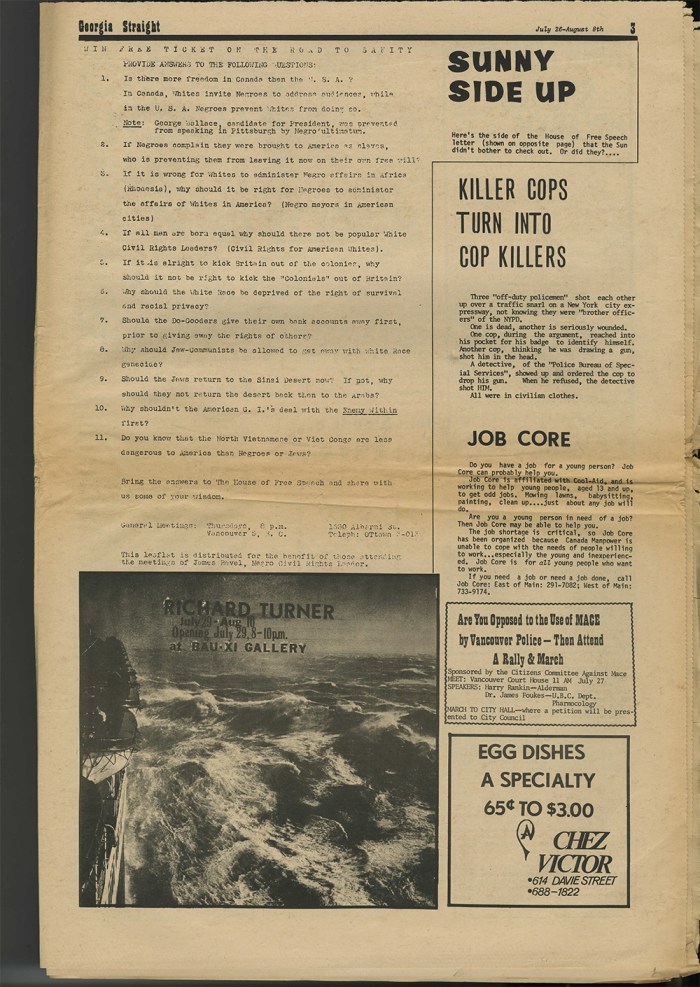 Georgia Straight
July 26-August 8th
3
WIN FREE TICKET ON THE ROAD TO SAFITY
PROVIDE ANSWERS TO THE FOLLOWING QUESTIONS:
1. Is there more freedom in Canada then the U. S. A. ?
In Canada, Whites invite Negroes to address audiences, while
in the U. S. A. Negroes prevent Whites from doing so.
Note: George Wallace, candidate for President, was prevented
from speaking in Pittsburgh by Negro ultimatum.
2. If Negroes complain they were brought to America as slaves,
who is preventing them from leaving it now on their own free will?
3. If it is wrong for Whites to administer Negro affairs in Africa
(Rhoaesia), why should it be right for Negroes to administer
the affairs of Whites in America? (Negro mayors in American
cities)
4. If all men are born equal why should there not be popular White
Civil Rights Leaders? (Civil Rights for American Whites).
5. If it is alright to kick Britain out of the colonies, why
should it not be right to kick the "Colonials" out of Britain?
6. Why should the White Race be deprived of the right of survival
and racial privacy?
7. Should the Do-Gooders give their own bank accounts away first,
prior to giving away the rights of others?
8. Why should Jew-Communists be allowed to get away with White Race
genocide?
9. Should the Jews return to the Sinai Desert now? If not, why
should they not return the desert back then to the Arabs?
10. Why shouldn't the American G. I.'s deal with the Enemy Within
first?
11. Do you know that the North Vietnamese or Viet Congs are less
dangerous to America than Negroes or Jews?
Bring the answers to The House of Free Speech and share with
us some of your wisdom.
General Meetings: Thursdays, 8 p.m. 1530 Alberni St.
Vancouver 5, B. C. Teleph:
This leaflet is distributed for the benefit of those attending
the meetings of James Bevel, Negro Civil Rights Leader.
RICHARD TURNER
July 29-Aug 10
Opening July 29, 8-10pm.
at BAU-XI GALLERY
SUNNY
SIDE UP
Here's the side of the House of Free Speech
letter (shown on opposite page) that the Sun
didn't bother to check out. Or did they?....
KILLER COPS
TURN INTO
COP KILLERS
Three "off-duty policemen" shot each other
up over a traffic snarl on a New York city ex-
pressway, not knowing they were "brother offic-
ers" of the NYPD.
One is dead, another is seriously wounded.
One cop, during the argument, reached into
his pocket for his badge to identify himself.
Another cop, thinking he was drawing a gun,
shot him in the head.
A detective, of the "Police Bureau of Spec-
ial Services", showed up and ordered the cop to
drop his gun. When he refused, the detective
shot HIM.
All were in civilian clothes.
JOB CORE
Do you have a job for a young person? Job
Core can probably help you.
Job Core is affiliated with Cool-Aid, and is
working to help young people, aged 13 and up,
to get odd jobs. Mowing lawns, babysitting,
painting, clean up....just about any job will
do.
Are you a young person in need of a job?
Then Job Core may be able to help you.
The job shortage is critical, so Job Core
has been organized because Canada Manpower is
unable to cope with the needs of people willing
to work...especially the young and inexperienc-
ed. Job Core is for all young people who want
to work.
If you need a job or need a job done, call
Job Core: East of Main: 291-7082; West of Main:
733-9174.
Are You Opposed to the Use of MACE
by Vancouver Police — Then Attend
A Rally & March
Sponsored by the Citizens Committee Against Mace
MEET: Vancouver Court House 11 AM July 27
SPEAKERS: Harry Rankin—Alderman
Dr. James Foukes—U.B.C. Dept.
Pharmocology
MARCH TO CITY HALL—where a petition will be pres-
ented to City Council
EGG DISHES
A SPECIALTY
65¢ TO $3.00
CHEZ
VICTOR
•614 DAVIE STREET
•688-1822